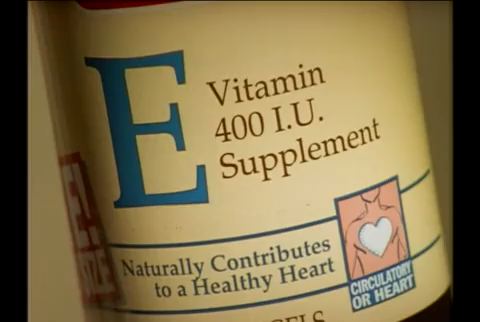 E
Vitamin
400 I.U.
Supplement
Naturally Contributes
to a Healthy Heart
CIRCULATORY
OR HEART